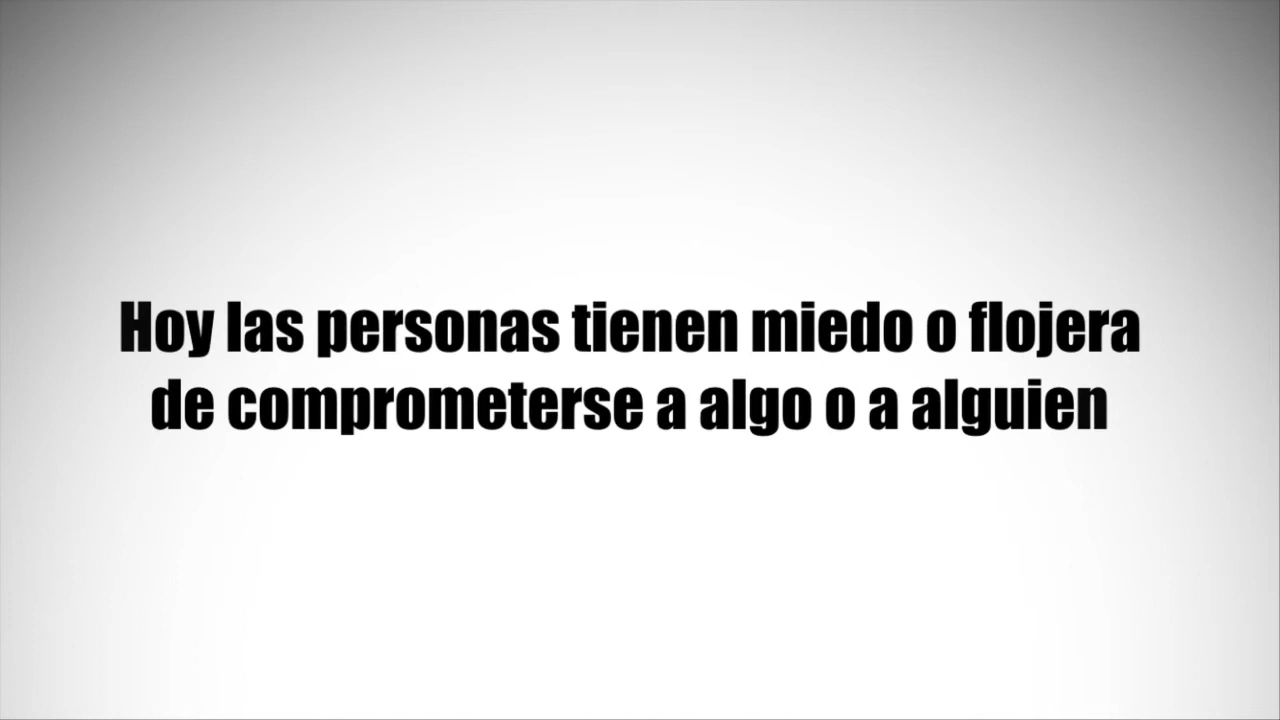 Hoy las personas tienen miedo o flojera
de comprometerse a algo o a alguien